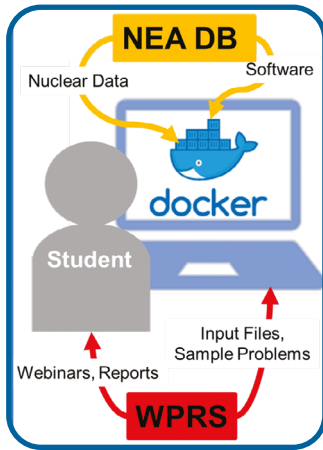 NEA DB
Nuclear Data
Software
docker
Student
Input Files,
Sample Problems
Webinars, Reports
WPRS